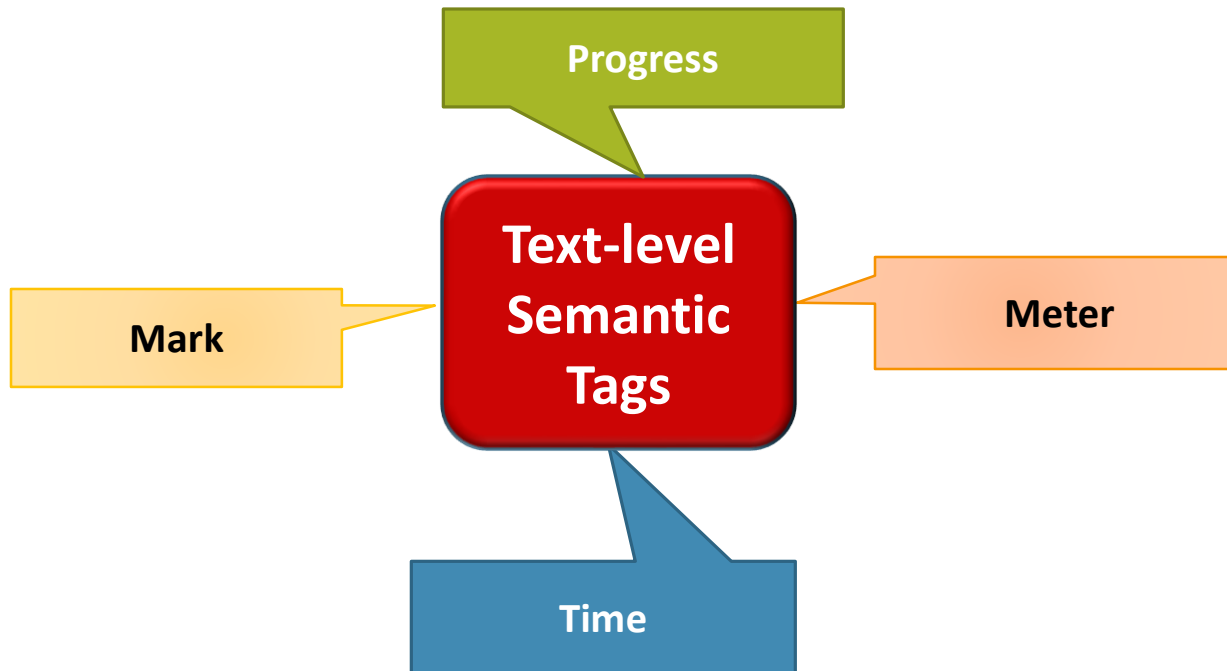 Progress
Text-level
Semantic
Tags
Mark
Meter
Time